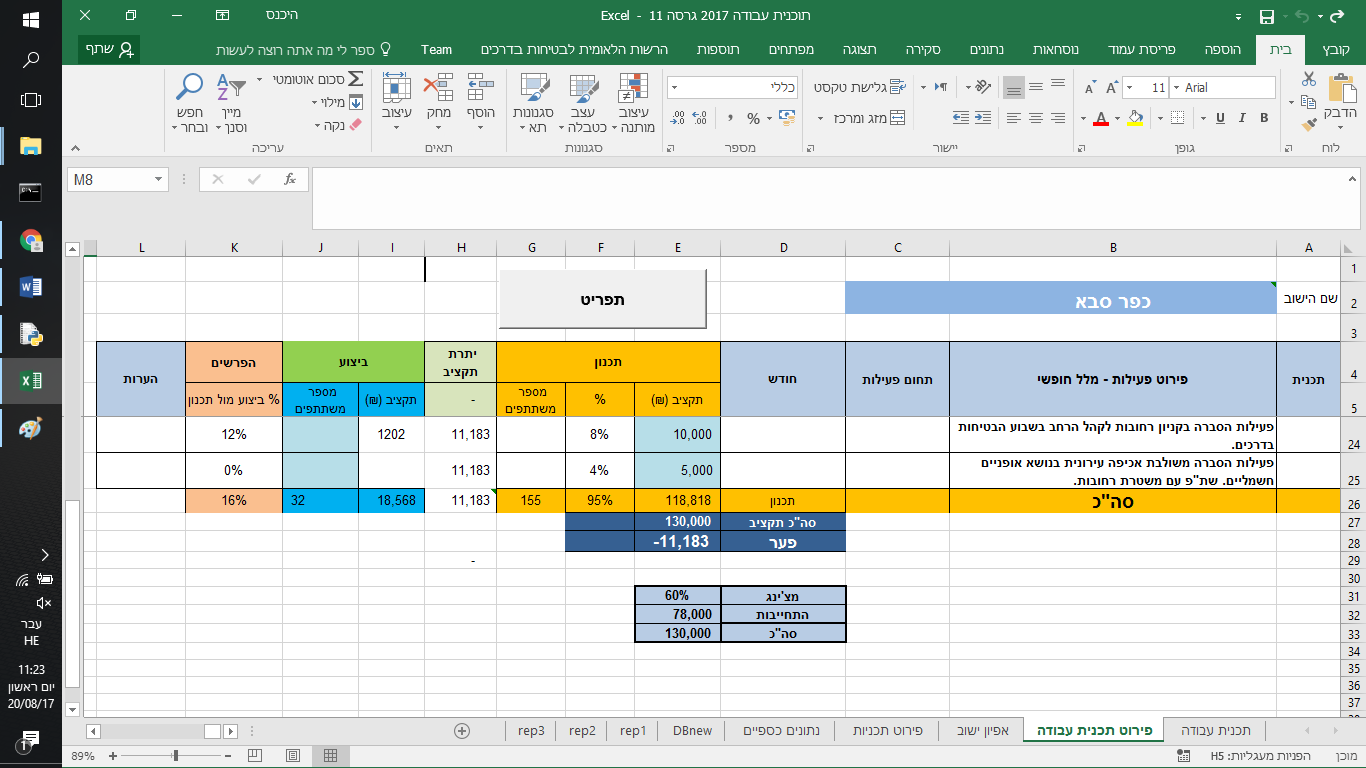 תוכנית עבודה 2017 גרסה 11 - Excel
היכנס
קובץ
בית
הוספה
פריסת עמוד
נוסחאות
נתונים
סקירה
תצוגה
מפתחים
תוספות
הרשות הלאומית לבטיחות בדרכים
Team
ספר לי מה אתה רוצה לעשות
שתף
הדבק
לוח
Arial
11
B I U
גופן
גלישת טקסט
מזג ומרכז
יישור
כללי
%
מספר
עיצוב מותנה
עצב כטבלה
סגנונות תא
סגנונות
הוסף
מחק
עיצוב
תאים
סכום אוטומטי
מילוי
נקה
מיין וסנן
חפש ובחר
עריכה
M8
fx
A B C D E F G H I J K L
1
2 שם הישוב כפר סבא
תפריט
3
4 תכנית פירוט פעילות - מלל חופשי תחום פעילות חודש תכנון יתרת תקציב ביצוע הפרשים הערות
5 תקציב (₪) % מספר משתתפים - תקציב (₪) מספר משתתפים % ביצוע מול תכנון
24 פעילות הסברה בקניון רחובות לקהל הרחב בשבוע הבטיחות בדרכים. 10,000 8% 11,183 1202 12%
25 פעילות הסברה משולבת אכיפה עירונית בנושא אופניים חשמליים. שת"פ עם משטרת רחובות. 5,000 4% 11,183 0%
26 סה"כ תכנון 118,818 95% 155 11,183 18,568 32 16%
27 סה"כ תקציב 130,000
28 פער -11,183
29 -
30
31 מצ'ינג 60%
32 התחייבות 78,000
33 סה"כ 130,000
34
35
36
37
תכנית עבודה
פירוט תכנית עבודה
אפיון ישוב
פירוט תכניות
נתונים כספיים
DBnew
rep1
rep2
rep3
מוכן
הפניות מעגליות: H5
89%
עבר
HE
11:23
יום ראשון
20/08/17
1